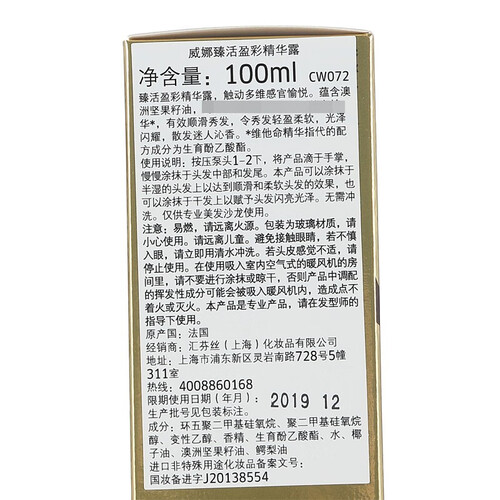 威娜臻活盈彩精华露
净含量：100ml CW072
臻活盈彩精华露，触动多维感官愉悦。蕴含澳
洲坚果籽油，
华*，有效顺滑秀发，令秀发轻盈柔软，光泽
闪耀，散发迷人沁香。*维他命精华指代的配
方成分为生育酚乙酸酯。
使用说明：按压泵头1-2下，将产品滴于手掌，
慢慢涂抹于头发中部和发尾。本产品可以涂抹于
半湿的头发上以达到顺滑和柔软头发的效果，也
可以涂抹于干发上以赋予头发闪亮光泽。无需冲
洗。仅供专业美发沙龙使用。
注意：易燃，请远离火源。包装为玻璃材质，请
小心使用。请远离儿童。避免接触眼睛，若不慎
入眼，请立即用清水冲洗。若头皮感觉不适，请
停止使用。在使用吸入室内空气式的暖风机的房
间里，请不要进行涂抹或晾干，否则产品中调配
的挥发性成分可能会被吸入暖风机内，造成点不
着火或灭火。本产品是专业产品，请在发型师的
指导下使用。
原产国：法国
经销商：汇芬丝（上海）化妆品有限公司
地址：上海市浦东新区灵岩南路728号5幢
311室
热线：4008860168
限期使用日期（年月）：2019 12
生产批号见包装标注。
成分：环五聚二甲基硅氧烷、聚二甲基硅氧烷
醇、变性乙醇、香精、生育酚乙酸酯、水、椰
子油、澳洲坚果籽油、鳄梨油
进口非特殊用途化妆品备案文号：
国妆备进字J20138554